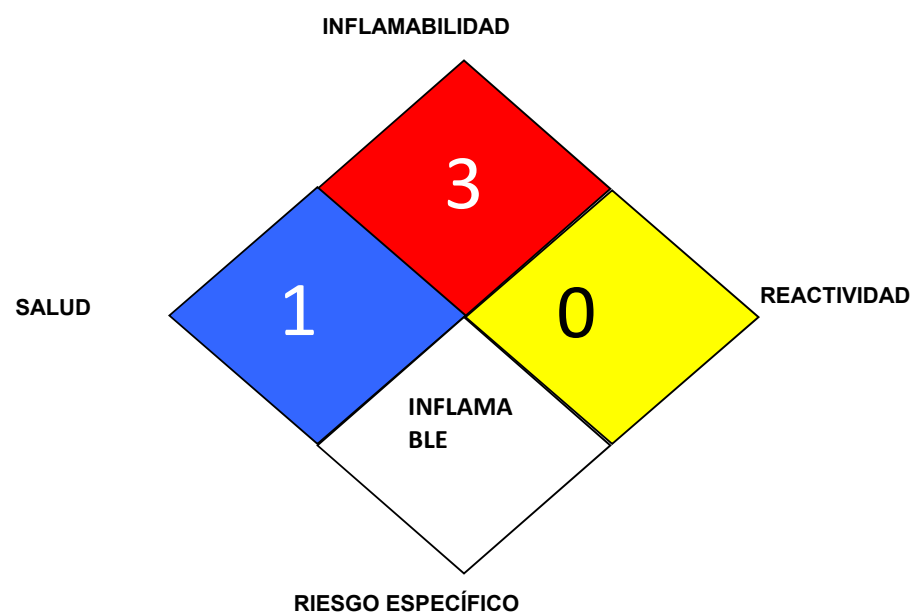 INFLAMABILIDAD
3
SALUD
1
0
REACTIVIDAD
INFLAMA
BLE
RIESGO ESPECÍFICO